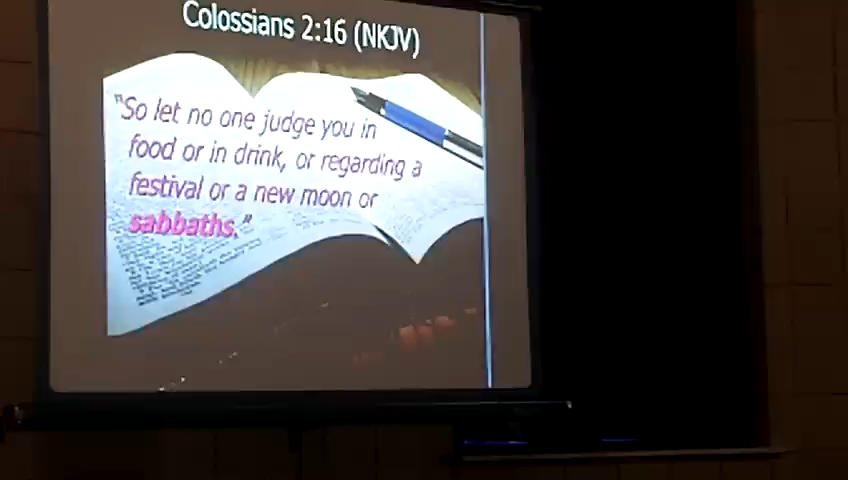 Colossians 2:16 (NKJV)
"So let no one judge you in
food or in drink, or regarding a
festival or a new moon or
sabbaths."